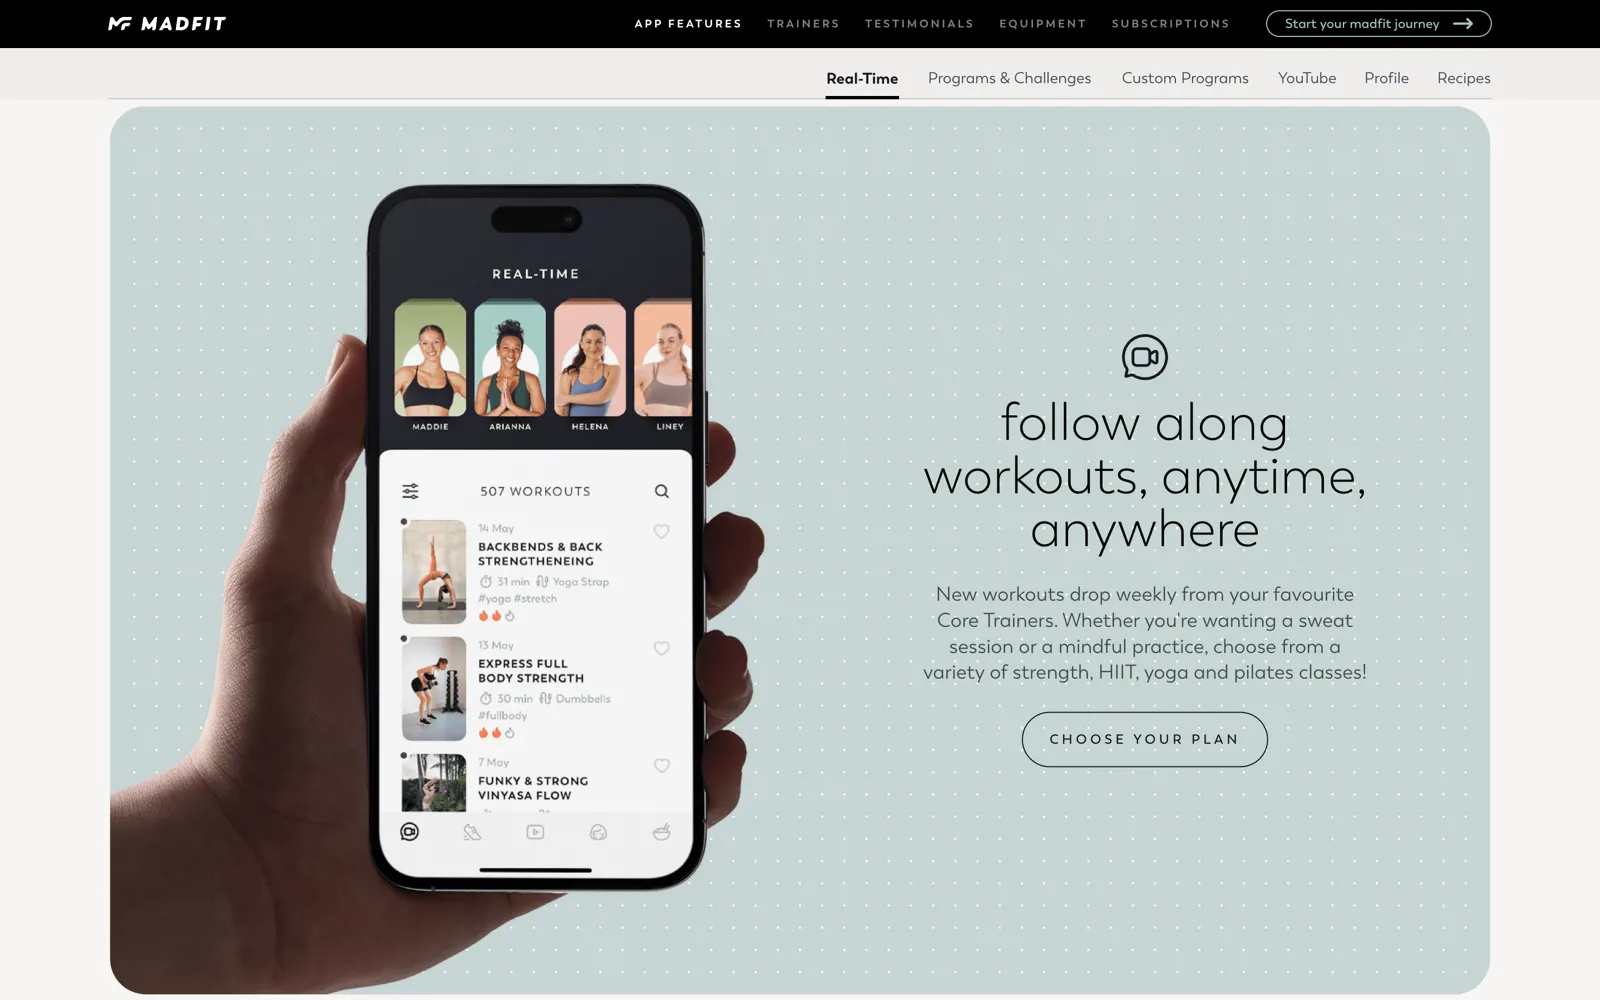 MADFIT
APP FEATURES
TRAINERS
TESTIMONIALS
EQUIPMENT
SUBSCRIPTIONS
Start your madfit journey
Real-Time
Programs & Challenges
Custom Programs
YouTube
Profile
Recipes
REAL-TIME
MADDIE
ARIANNA
HELENA
LINEY
507 WORKOUTS
14 May
BACKBENDS & BACK
STRENGTHENEING
31 min Yoga Strap
#yoga #stretch
13 May
EXPRESS FULL
BODY STRENGTH
30 min Dumbbells
#fullbody
7 May
FUNKY & STRONG
VINYASA FLOW
follow along
workouts, anytime,
anywhere
New workouts drop weekly from your favourite
Core Trainers. Whether you're wanting a sweat
session or a mindful practice, choose from a
variety of strength, HIIT, yoga and pilates classes!
CHOOSE YOUR PLAN